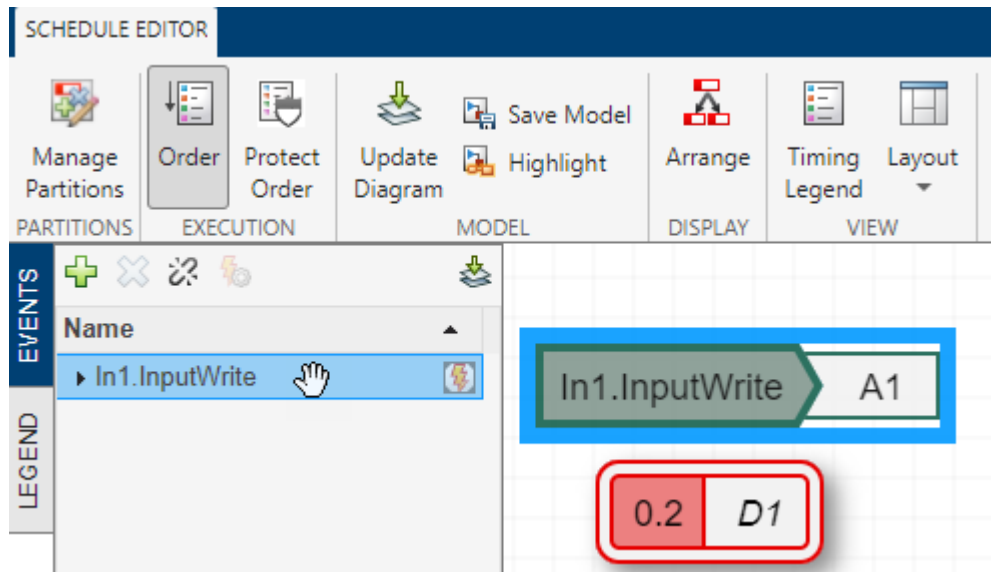 SCHEDULE EDITOR
Manage Partitions
Order
Protect Order
Update Diagram
Save Model
Highlight
Arrange
Timing Legend
Layout
PARTITIONS
EXECUTION
MODEL
DISPLAY
VIEW
EVENTS
LEGEND
Name
In1.InputWrite
In1.InputWrite
A1
0.2
D1